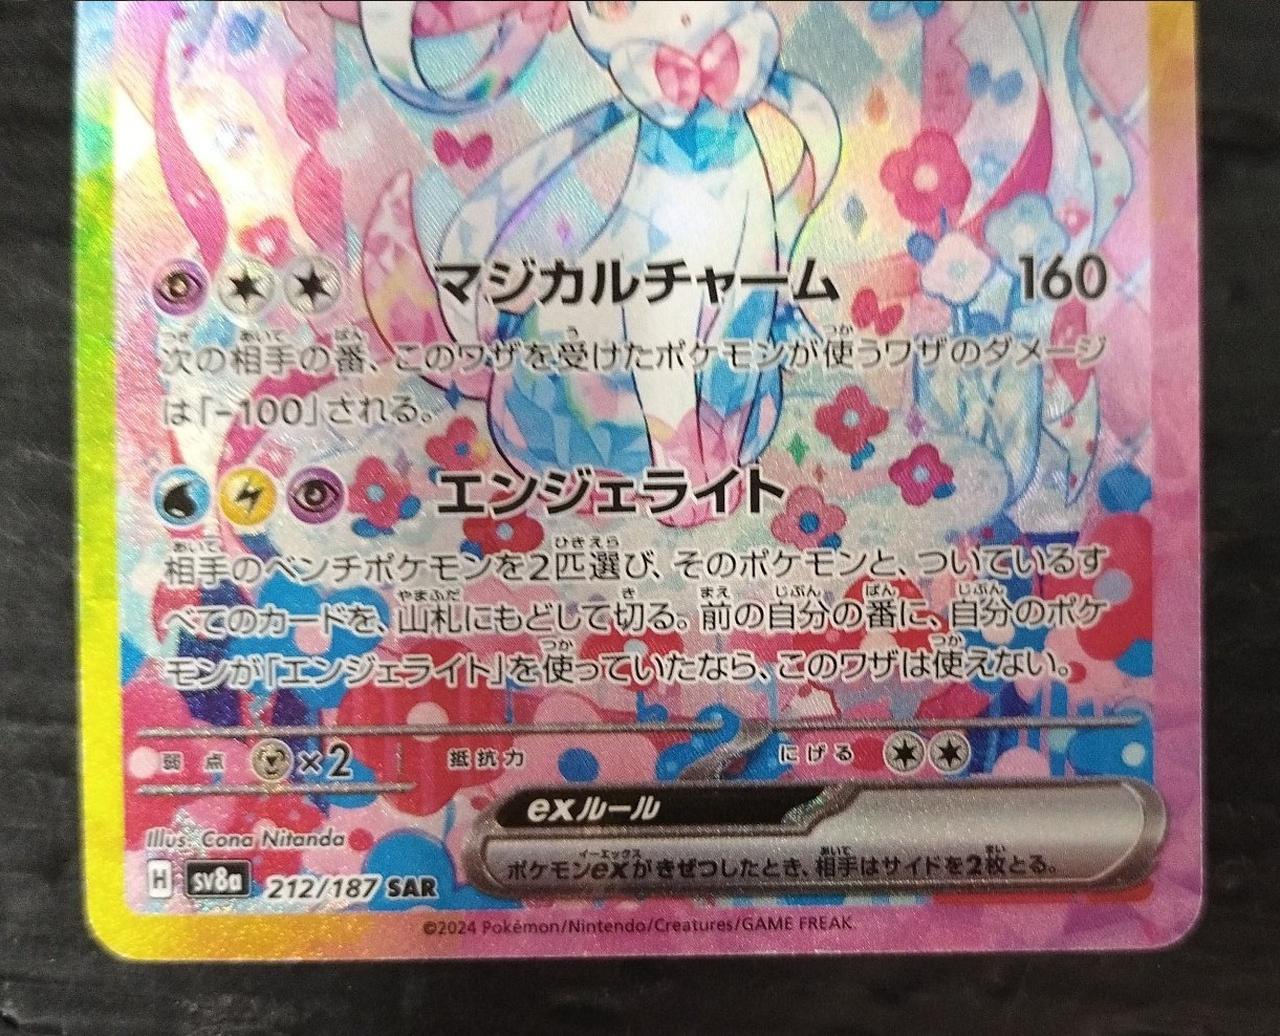 マジカルチャーム 160
次の相手の番、このワザを受けたポケモンが使うワザのダメージ
は「-100」される。
エンジェライト
相手のベンチポケモンを2匹選び、そのポケモンと、ついているす
べてのカードを、山札にもどして切る。前の自分の番に、自分のポケ
モンが「エンジェライト」を使っていたなら、このワザは使えない。
弱点 ×2 抵抗力 にげる
exルール
ポケモンexがきぜつしたとき、相手はサイドを2枚とる。
Illus. Cona Nitanda
H SV8a 212/187 SAR
©2024 Pokémon/Nintendo/Creatures/GAME FREAK.